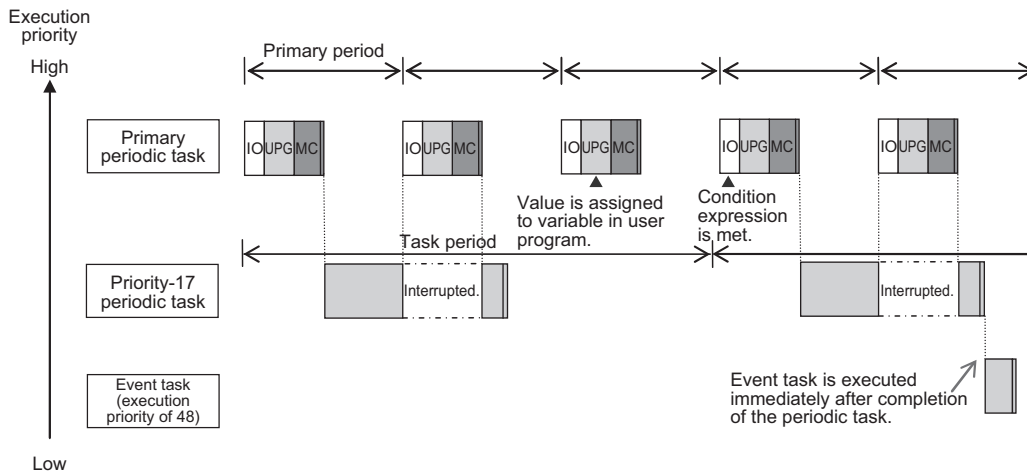 Execution
priority
High
Primary period
Primary
periodic task
IO UPG MC
IO UPG MC
IO UPG MC
IO UPG MC
IO UPG MC
Value is assigned
to variable in user
program.
Condition
expression
is met.
Task period
Priority-17
periodic task
Interrupted.
Interrupted.
Event task
(execution
priority of 48)
Event task is executed
immediately after completion
of the periodic task.
Low